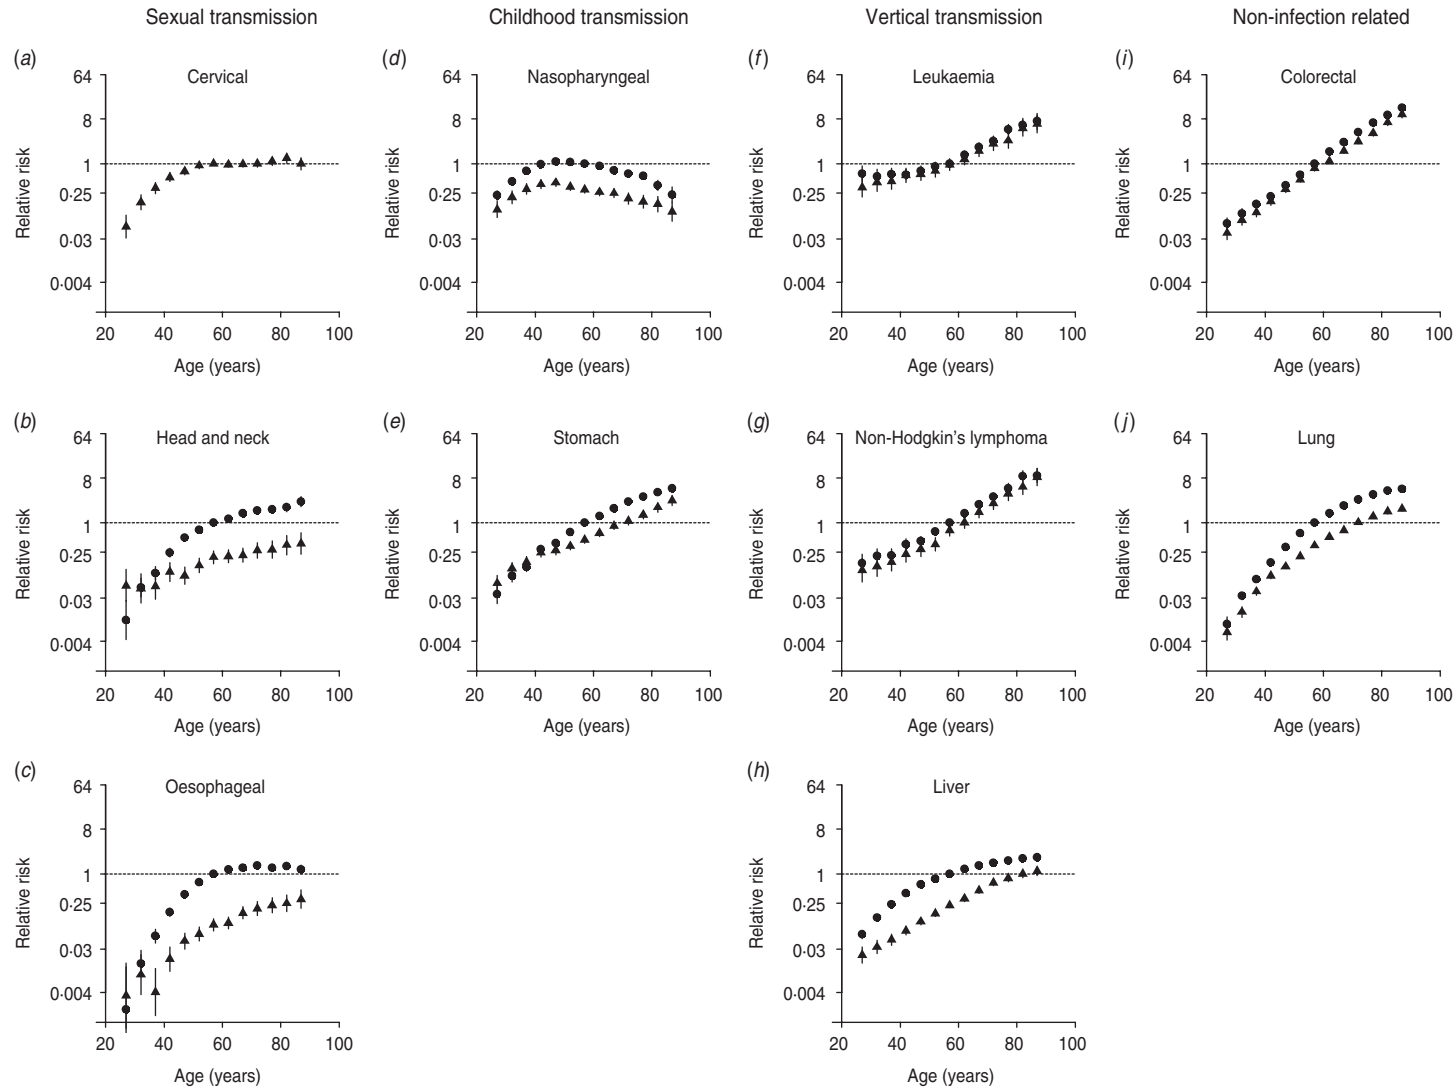 Sexual transmission
Childhood transmission
Vertical transmission
Non-infection related
(a)
Cervical
64
8
1
0·25
0·03
0·004
Relative risk
20 40 60 80 100
Age (years)
(d)
Nasopharyngeal
64
8
1
0·25
0·03
0·004
Relative risk
20 40 60 80 100
Age (years)
(f)
Leukaemia
64
8
1
0·25
0·03
0·004
Relative risk
20 40 60 80 100
Age (years)
(i)
Colorectal
64
8
1
0·25
0·03
0·004
Relative risk
20 40 60 80 100
Age (years)
(b)
Head and neck
64
8
1
0·25
0·03
0·004
Relative risk
20 40 60 80 100
Age (years)
(e)
Stomach
64
8
1
0·25
0·03
0·004
Relative risk
20 40 60 80 100
Age (years)
(g)
Non-Hodgkin's lymphoma
64
8
1
0·25
0·03
0·004
Relative risk
20 40 60 80 100
Age (years)
(j)
Lung
64
8
1
0·25
0·03
0·004
Relative risk
20 40 60 80 100
Age (years)
(c)
Oesophageal
64
8
1
0·25
0·03
0·004
Relative risk
20 40 60 80 100
Age (years)
(h)
Liver
64
8
1
0·25
0·03
0·004
Relative risk
20 40 60 80 100
Age (years)